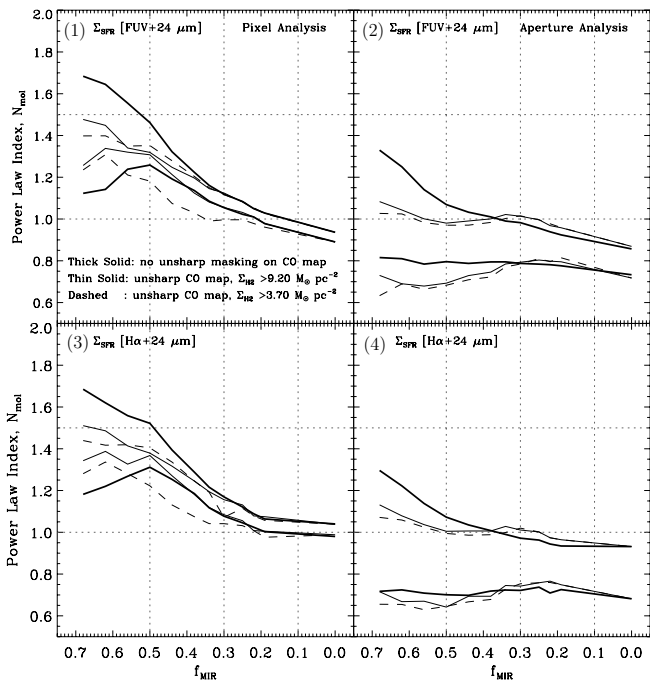 (1) Σ_SFR [FUV+24 μm] Pixel Analysis
(2) Σ_SFR [FUV+24 μm] Aperture Analysis
2.0
1.8
1.6
1.4
1.2
1.0
0.8
0.6
Power Law Index, N_mol
Thick Solid: no unsharp masking on CO map
Thin Solid: unsharp CO map, Σ_H2 >9.20 M_⊙ pc^-2
Dashed : unsharp CO map, Σ_H2 >3.70 M_⊙ pc^-2
(3) Σ_SFR [Hα+24 μm]
(4) Σ_SFR [Hα+24 μm]
2.0
1.8
1.6
1.4
1.2
1.0
0.8
0.6
Power Law Index, N_mol
0.7 0.6 0.5 0.4 0.3 0.2 0.1 0.0
0.7 0.6 0.5 0.4 0.3 0.2 0.1 0.0
f_MIR
f_MIR